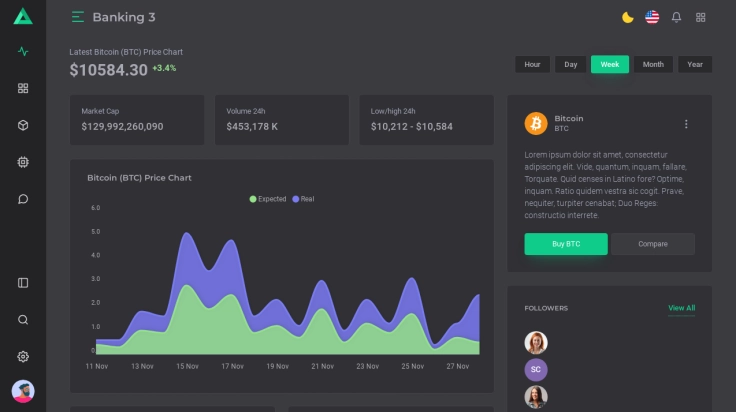 Banking 3
Latest Bitcoin (BTC) Price Chart
$10584.30 +3.4%
Hour Day Week Month Year
Market Cap
$129,992,260,090
Volume 24h
$453,178 K
Low/high 24h
$10,212 - $10,584
Bitcoin
BTC
Lorem ipsum dolor sit amet, consectetur
adipiscing elit. Vide, quantum, inquam, fallare,
Torquate. Quid censes in Latino fore? Optime,
inquam. Ratio quidem vestra sic cogit. Prave,
nequiter, turpiter cenabat; Duo Reges:
constructio interrete.
Buy BTC Compare
Bitcoin (BTC) Price Chart
Expected Real
6.0
5.0
4.0
3.0
2.0
1.0
0
11 Nov 13 Nov 15 Nov 17 Nov 19 Nov 21 Nov 23 Nov 25 Nov 27 Nov
FOLLOWERS View All
SC